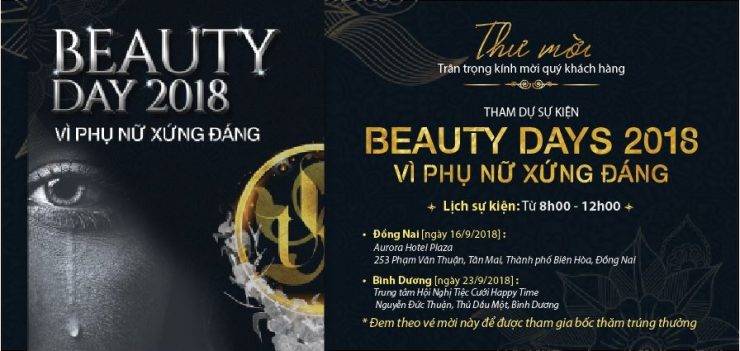 BEAUTY
DAY 2018
VÌ PHỤ NỮ XỨNG ĐÁNG
Thư mời
Trân trọng kính mời quý khách hàng
THAM DỰ SỰ KIỆN
BEAUTY DAYS 2018
VÌ PHỤ NỮ XỨNG ĐÁNG
Lịch sự kiện: Từ 8h00 - 12h00
• Đồng Nai [ngày 16/9/2018] :
Aurora Hotel Plaza
253 Phạm Văn Thuận, Tân Mai, Thành phố Biên Hòa, Đồng Nai
• Bình Dương [ngày 23/9/2018] :
Trung tâm Hội Nghị Tiệc Cưới Happy Time
Nguyễn Đức Thuận, Thủ Dầu Một, Bình Dương
* Đem theo vé mời này để được tham gia bốc thăm trúng thưởng